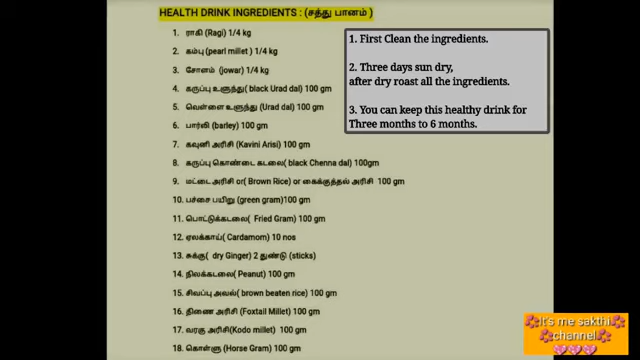 HEALTH DRINK INGREDIENTS : (சத்து பானம் )
1. ராகி (Ragi) 1/4 kg
2. கம்பு (pearl millet ) 1/4 kg
3. சோளம் (jowar) 1/4 kg
4. கருப்பு உளுந்து( black Urad dal) 100 gm
5. வெள்ளை உளுந்து (Urad dal) 100 gm
6. பார்லி (barley) 100 gm
7. கவுனி அரிசி (Kavini Arisi) 100 gm
8. கருப்பு கொண்டை கடலை( black Chenna dal) 100gm
9. மட்டை அரிசி or( Brown Rice) or கைக்குத்தல் அரிசி 100 gm
10. பச்சை பயிறு (green gram)100 gm
11. பொட்டுக்கடலை( Fried Gram) 100 gm
12. ஏலக்காய்( Cardamom) 10 nos
13. சுக்கு( dry Ginger) 2 துண்டு (sticks)
14. நிலக்கடலை( Peanut) 100 gm
15. சிவப்பு அவல்( brown beaten rice) 100 gm
16. திணை அரிசி (Foxtail Millet) 100 gm
17. வரகு அரிசி(Kodo millet) 100 gm
18. கொள்ளு (Horse Gram) 100 gm
1. First Clean the ingredients.
2. Three days sun dry,
after dry roast all the ingredients.
3. You can keep this healthy drink for
Three months to 6 months.
It's me sakthi
channel